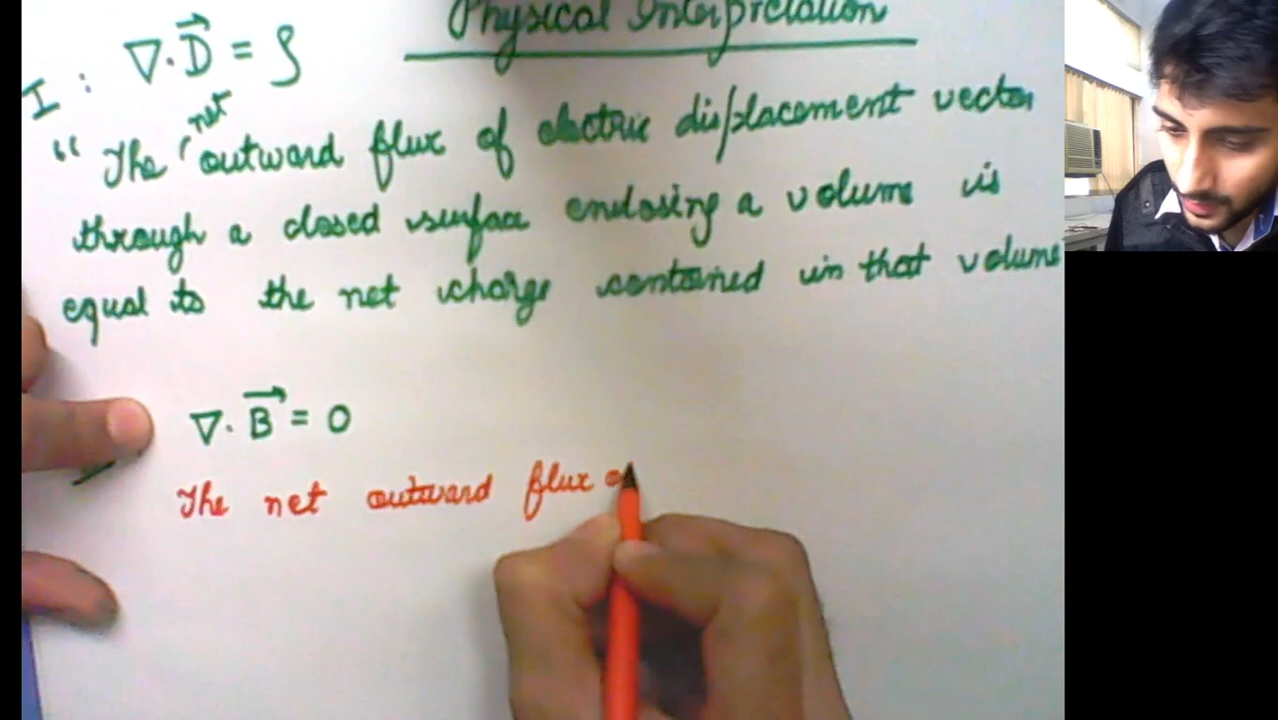 Physical Interpretation
I : ∇·D⃗ = ρ
net
“ The outward flux of electric displacement vector
through a closed surface enclosing a volume is
equal to the net charge contained in that volume
∇·B⃗ = 0
The net outward flux